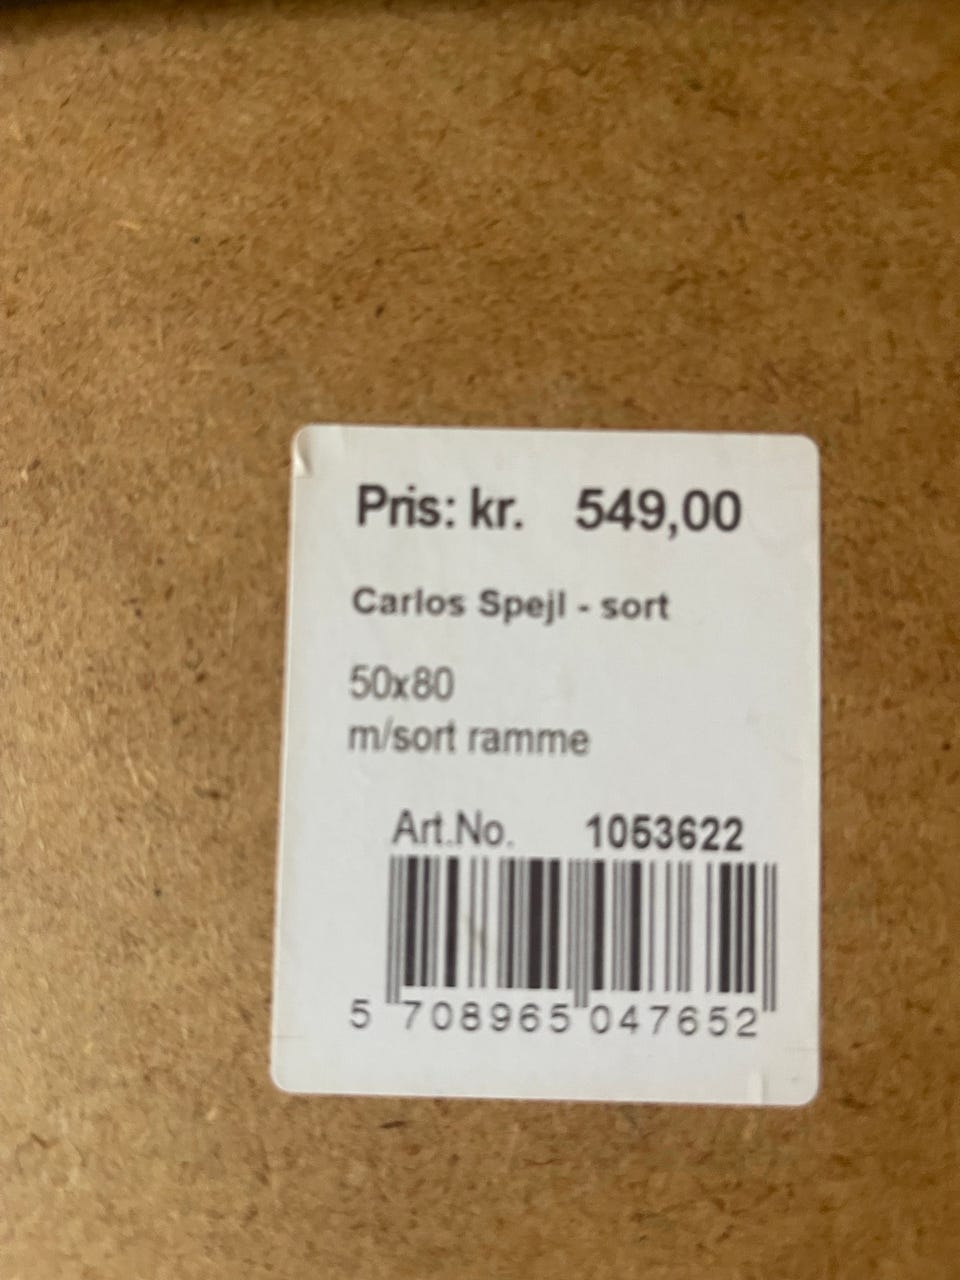 Pris: kr. 549,00
Carlos Spejl - sort
50x80
m/sort ramme
Art.No. 1053622
5 708965 047652